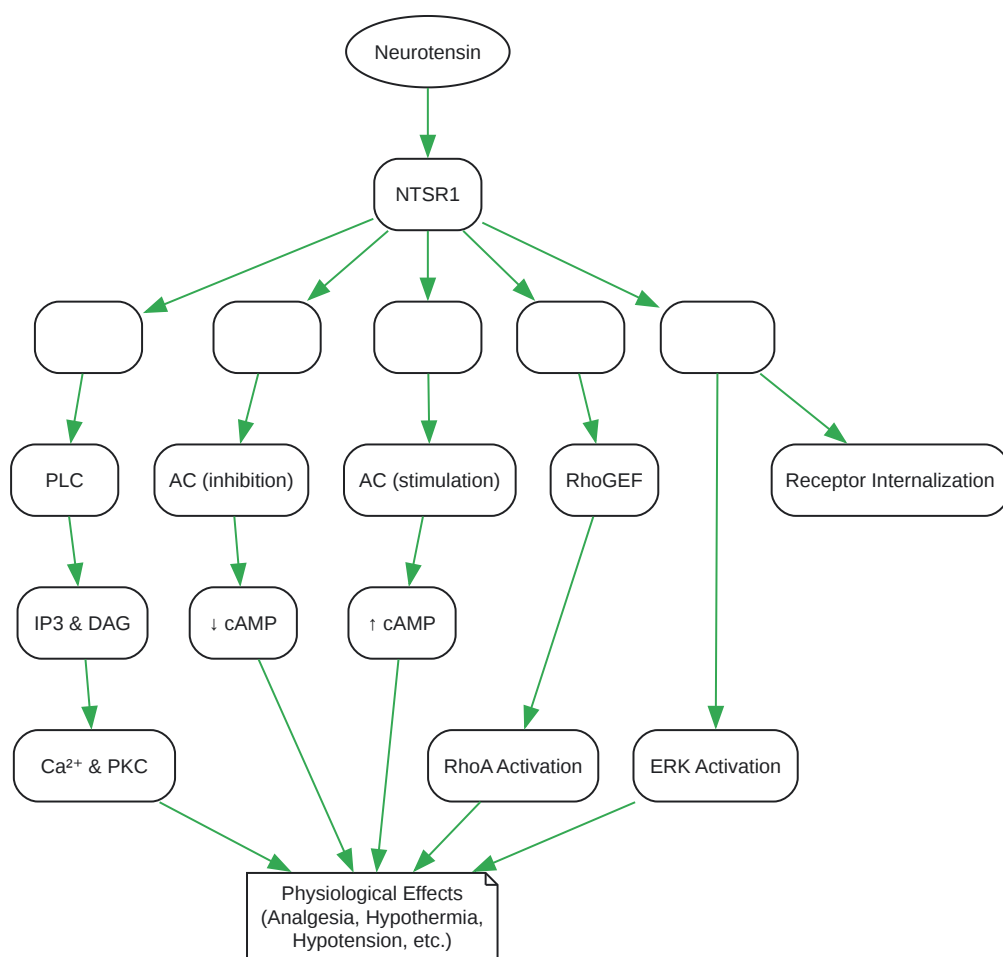 Neurotensin
NTSR1
PLC
AC (inhibition)
AC (stimulation)
RhoGEF
Receptor Internalization
IP3 & DAG
↓ cAMP
↑ cAMP
Ca²⁺ & PKC
RhoA Activation
ERK Activation
Physiological Effects
(Analgesia, Hypothermia,
Hypotension, etc.)